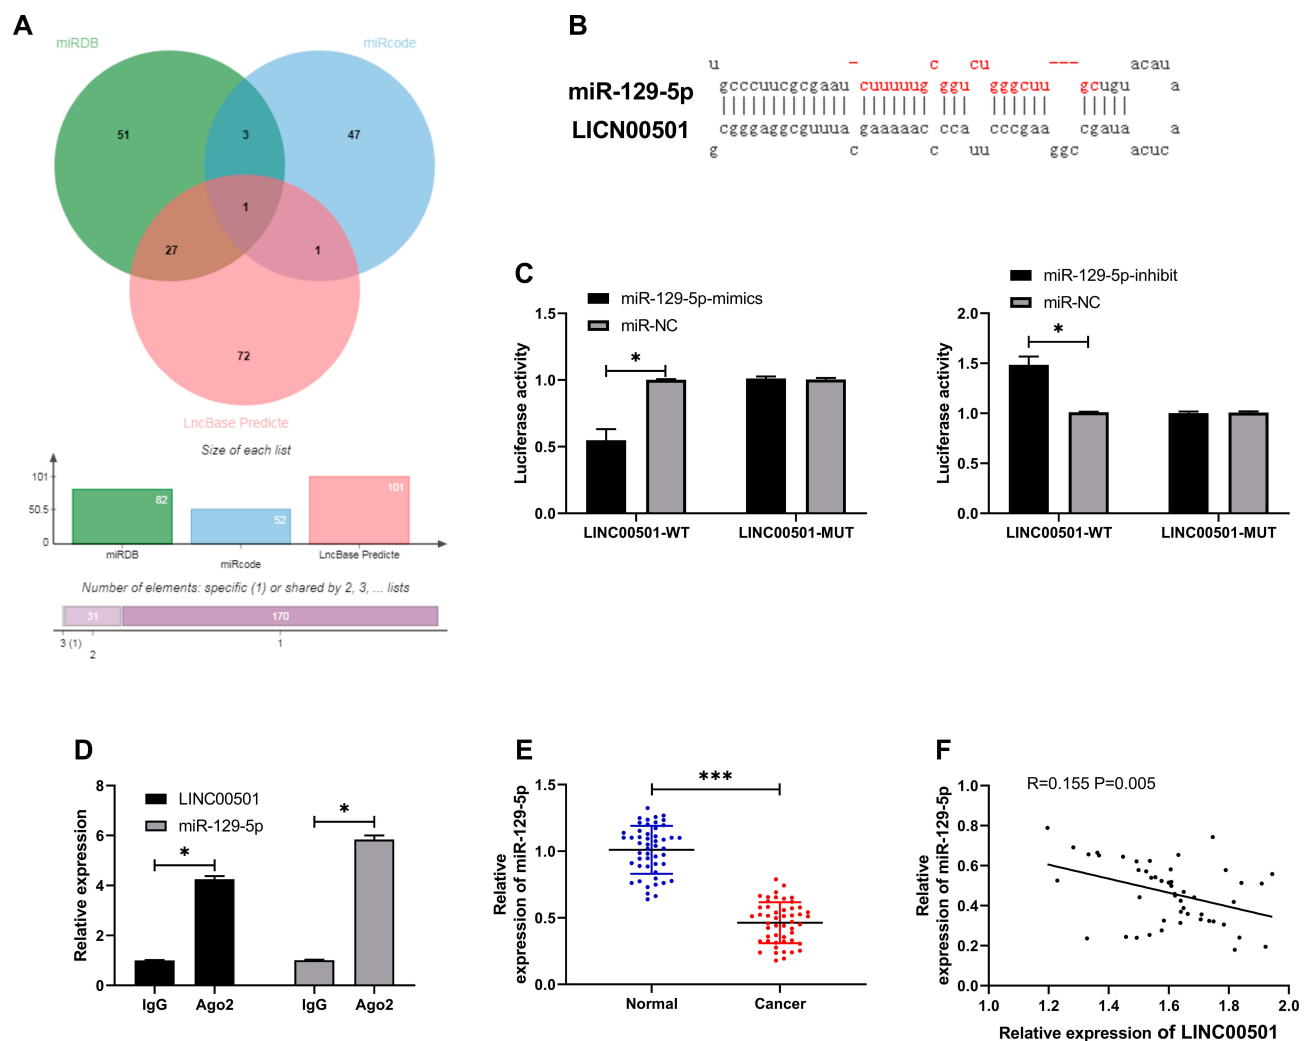 A
miRDB
miRcode
51
3
47
1
27
1
72
LncBase Predicte
Size of each list
101
50.5
0
82
52
101
miRDB
miRcode
LncBase Predicte
Number of elements: specific (1) or shared by 2, 3, ... lists
31
170
3 (1)
2
1
B
u - c cu --- acau
miR-129-5p
gcccuucgcgaau cuuuuug ggu gggcuu gcugu a
LICN00501
cgggaggcguuua gaaaaac cca cccgaa cgaua a
g c c uu ggc acuc
C
miR-129-5p-mimics
miR-NC
Luciferase activity
1.5
1.0
0.5
0.0
*
LINC00501-WT
LINC00501-MUT
miR-129-5p-inhibit
miR-NC
Luciferase activity
2.0
1.5
1.0
0.5
0.0
*
LINC00501-WT
LINC00501-MUT
D
LINC00501
miR-129-5p
Relative expression
8
6
4
2
0
*
*
IgG
Ago2
IgG
Ago2
E
Relative
expression of miR-129-5p
1.5
1.0
0.5
0.0
***
Normal
Cancer
F
R=0.155 P=0.005
Relative
expression of miR-129-5p
1.0
0.8
0.6
0.4
0.2
0.0
1.0
1.2
1.4
1.6
1.8
2.0
Relative expression of LINC00501